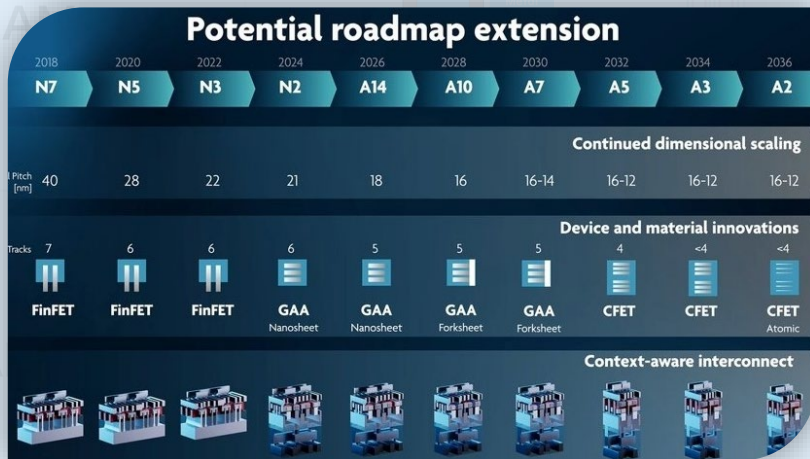 Potential roadmap extension
2018 2020 2022 2024 2026 2028 2030 2032 2034 2036
N7 N5 N3 N2 A14 A10 A7 A5 A3 A2
Continued dimensional scaling
l Pitch
[nm] 40 28 22 21 18 16 16-14 16-12 16-12 16-12
Device and material innovations
Tracks 7 6 6 6 5 5 5 4 <4 <4
FinFET FinFET FinFET GAA GAA GAA GAA CFET CFET CFET
Nanosheet Nanosheet Forksheet Forksheet Atomic
Context-aware interconnect